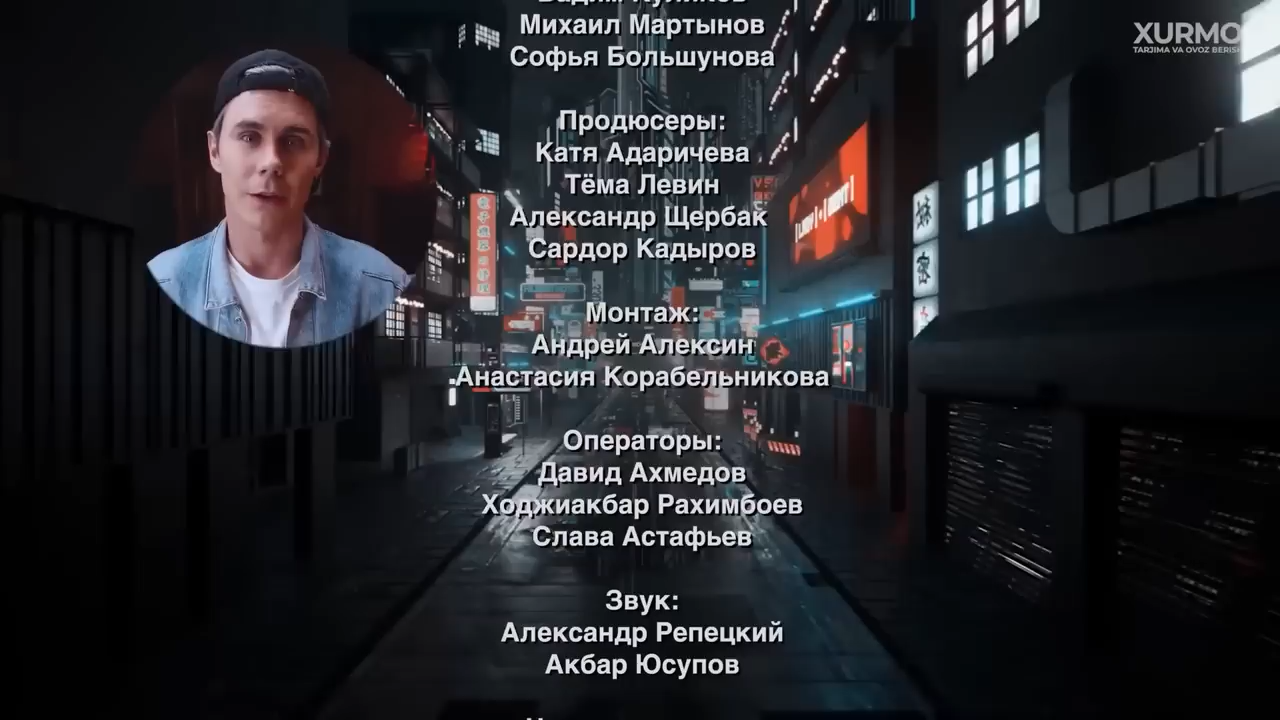 Михаил Мартынов
Софья Большунова
Продюсеры:
Катя Адаричева
Тёма Левин
Александр Щербак
Сардор Кадыров
Монтаж:
Андрей Алексин
Анастасия Корабельникова
Операторы:
Давид Ахмедов
Ходжиакбар Рахимбоев
Слава Астафьев
Звук:
Александр Репецкий
Акбар Юсупов
XURMO
TARJIMA VA OVOZ BERISH